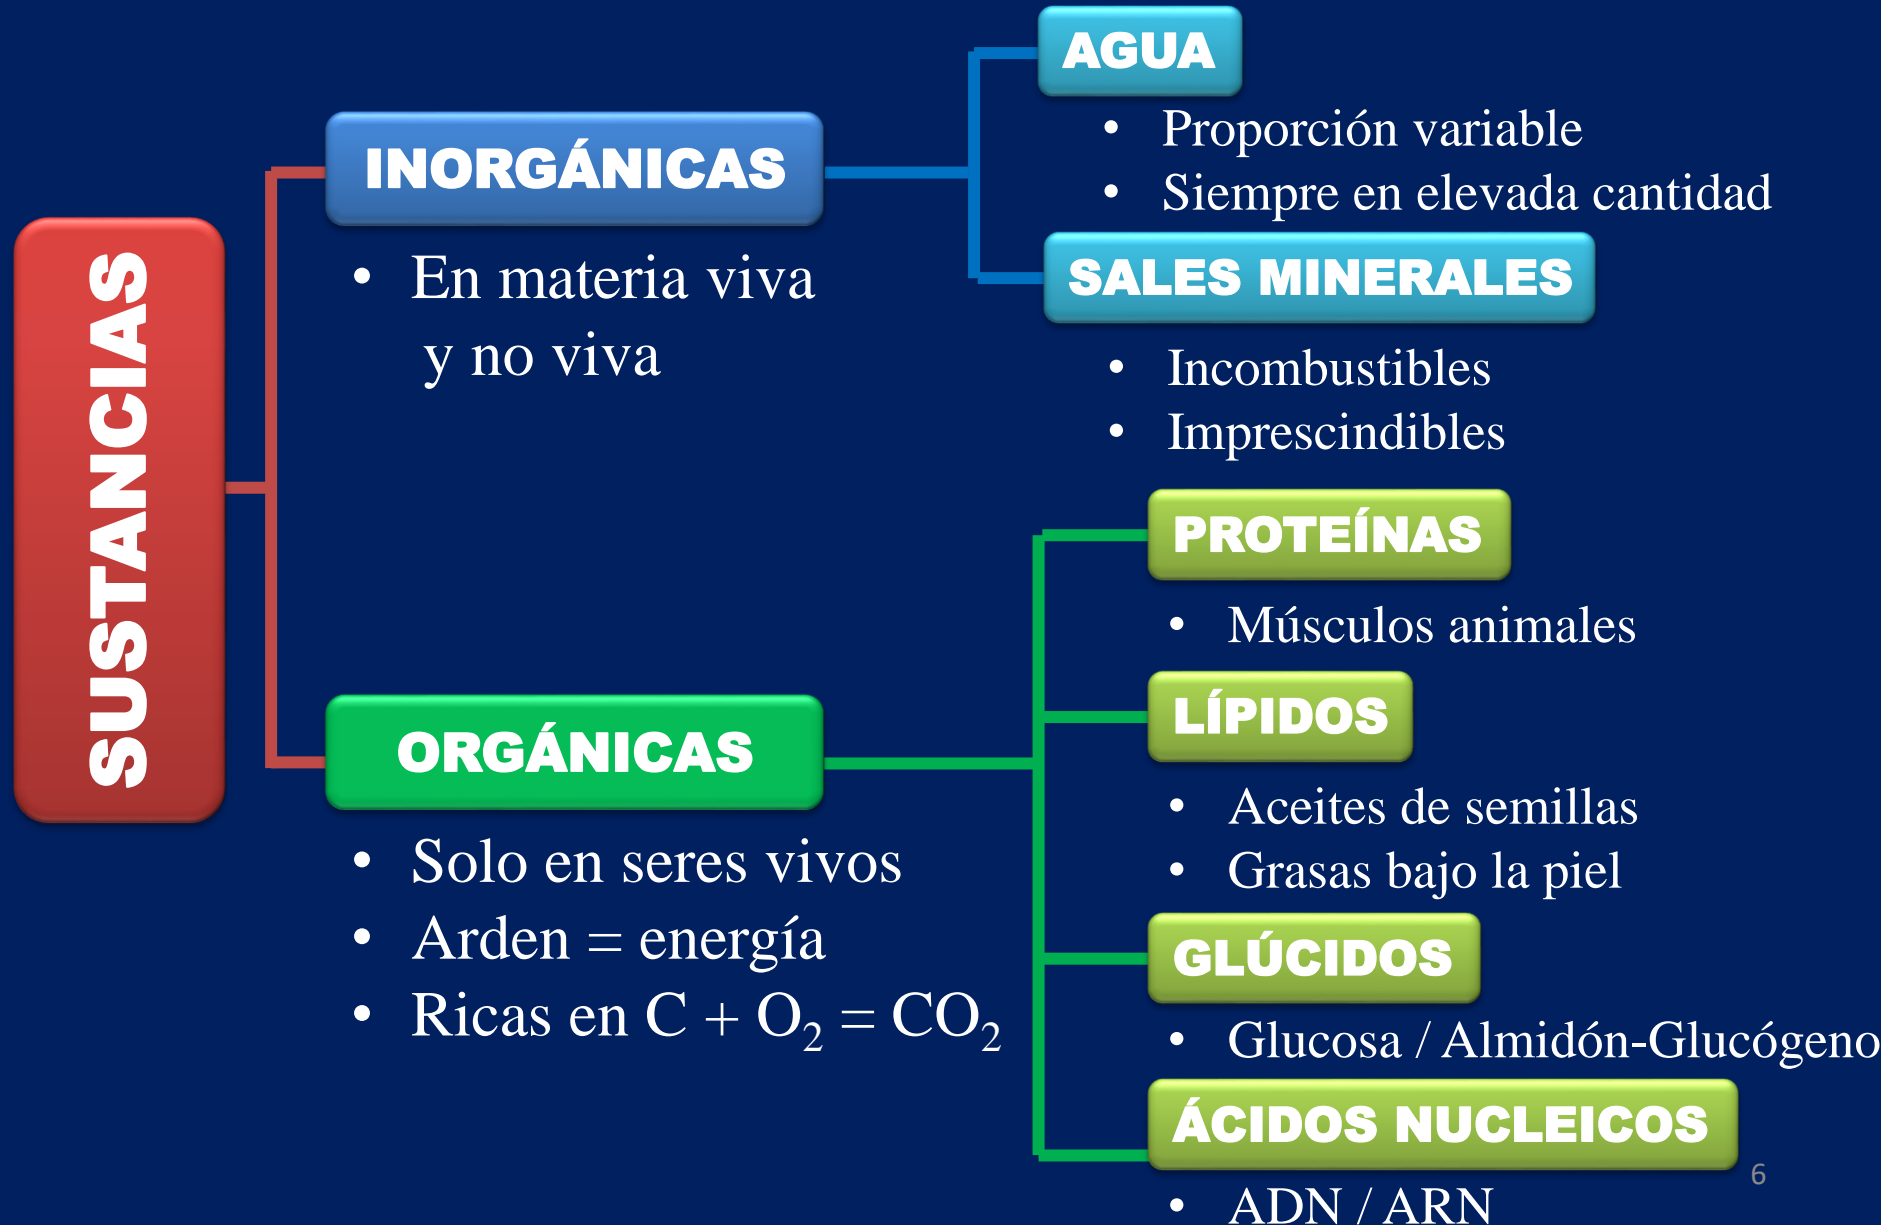 SUSTANCIAS
INORGÁNICAS
• En materia viva
y no viva
AGUA
• Proporción variable
• Siempre en elevada cantidad
SALES MINERALES
• Incombustibles
• Imprescindibles
ORGÁNICAS
• Solo en seres vivos
• Arden = energía
• Ricas en C + O₂ = CO₂
PROTEÍNAS
• Músculos animales
LÍPIDOS
• Aceites de semillas
• Grasas bajo la piel
GLÚCIDOS
• Glucosa / Almidón-Glucógeno
ÁCIDOS NUCLEICOS
• ADN / ARN
6